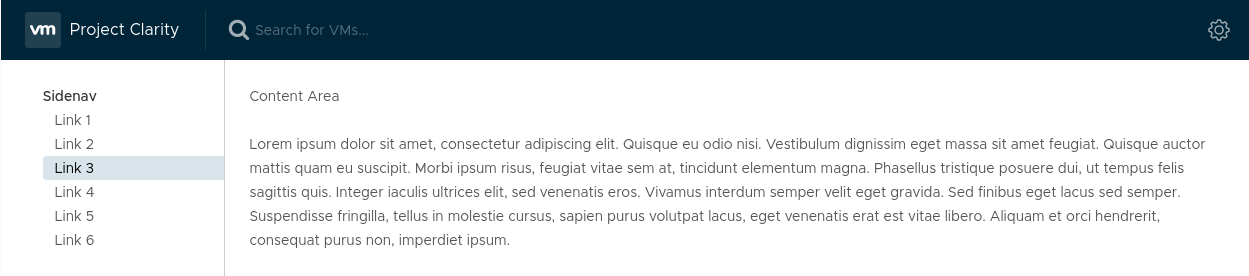 vm Project Clarity Search for VMs...
Sidenav
Link 1
Link 2
Link 3
Link 4
Link 5
Link 6
Content Area
Lorem ipsum dolor sit amet, consectetur adipiscing elit. Quisque eu odio nisi. Vestibulum dignissim eget massa sit amet feugiat. Quisque auctor
mattis quam eu suscipit. Morbi ipsum risus, feugiat vitae sem at, tincidunt elementum magna. Phasellus tristique posuere dui, ut tempus felis
sagittis quis. Integer iaculis ultrices elit, sed venenatis eros. Vivamus interdum semper velit eget gravida. Sed finibus eget lacus sed semper.
Suspendisse fringilla, tellus in molestie cursus, sapien purus volutpat lacus, eget venenatis erat est vitae libero. Aliquam et orci hendrerit,
consequat purus non, imperdiet ipsum.